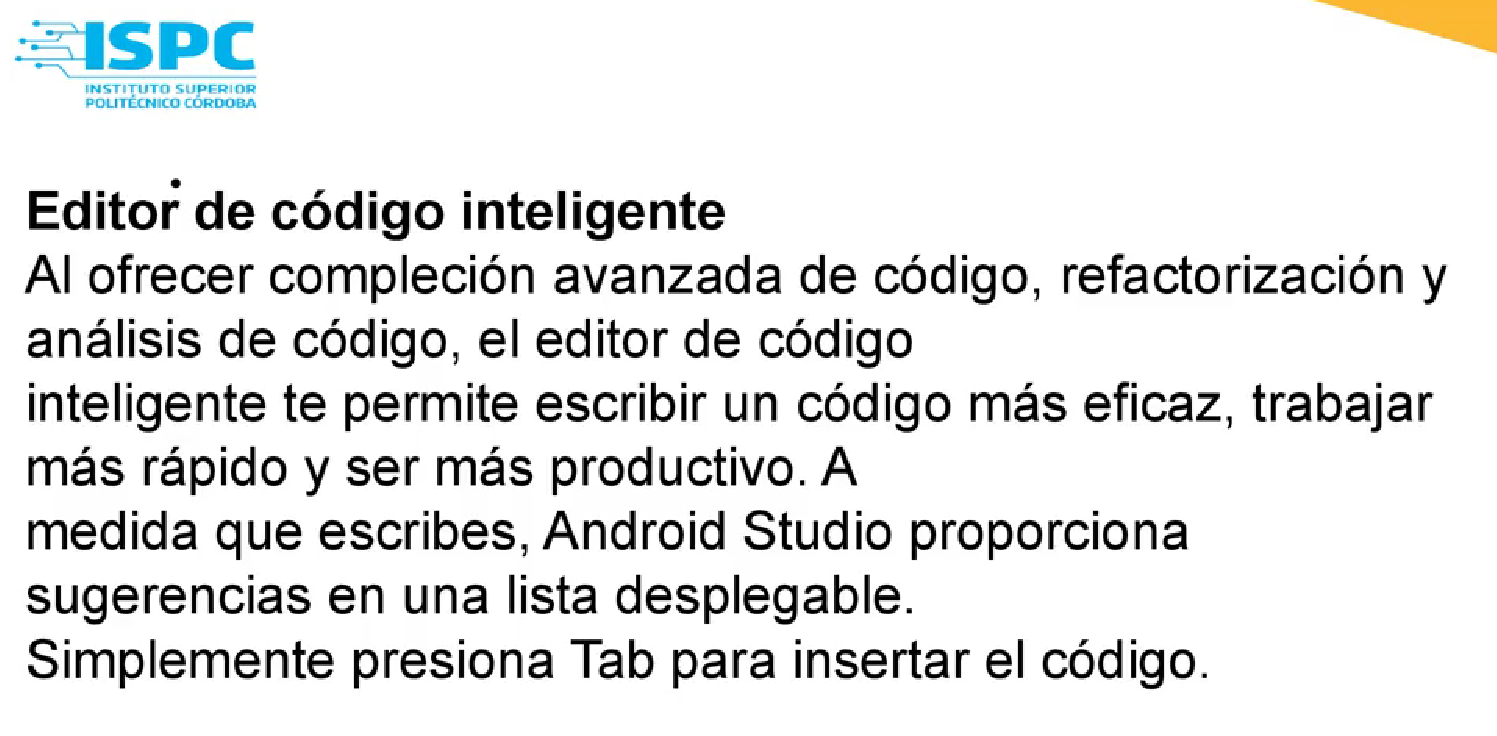 ISPC
INSTITUTO SUPERIOR
POLITÉCNICO CÓRDOBA
Editor de código inteligente
Al ofrecer compleción avanzada de código, refactorización y
análisis de código, el editor de código
inteligente te permite escribir un código más eficaz, trabajar
más rápido y ser más productivo. A
medida que escribes, Android Studio proporciona
sugerencias en una lista desplegable.
Simplemente presiona Tab para insertar el código.